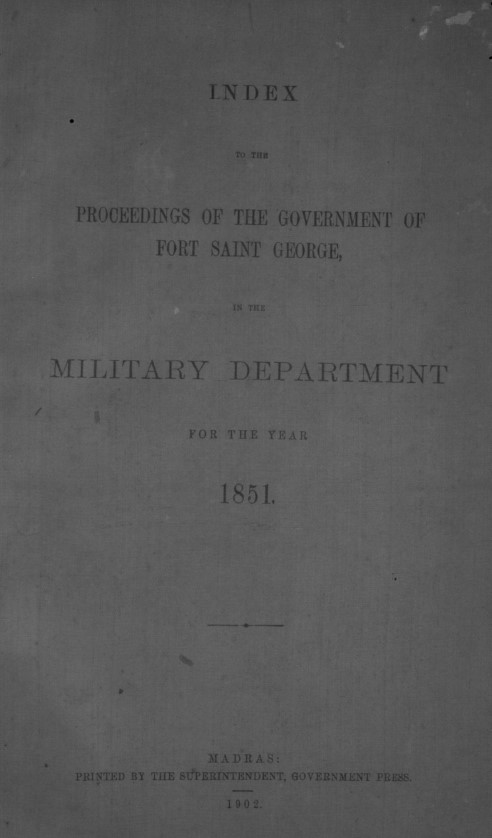 INDEX
TO THE
PROCEEDINGS OF THE GOVERNMENT OF
FORT SAINT GEORGE,
IN THE
MILITARY DEPARTMENT
FOR THE YEAR
1851.
MADRAS:
PRINTED BY THE SUPERINTENDENT, GOVERNMENT PRESS.
1902.